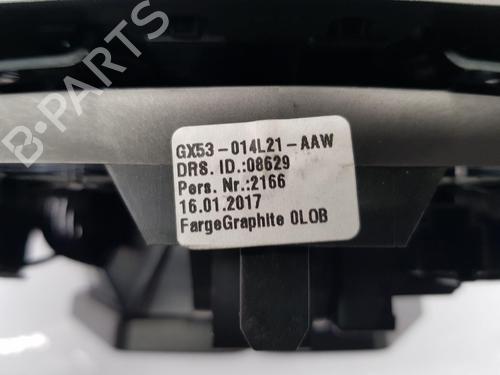 B-PARTS
GX53-014L21-AAW
DRS. ID.:08629
Pers. Nr.:2166
16.01.2017
FargeGraphite 0LOB